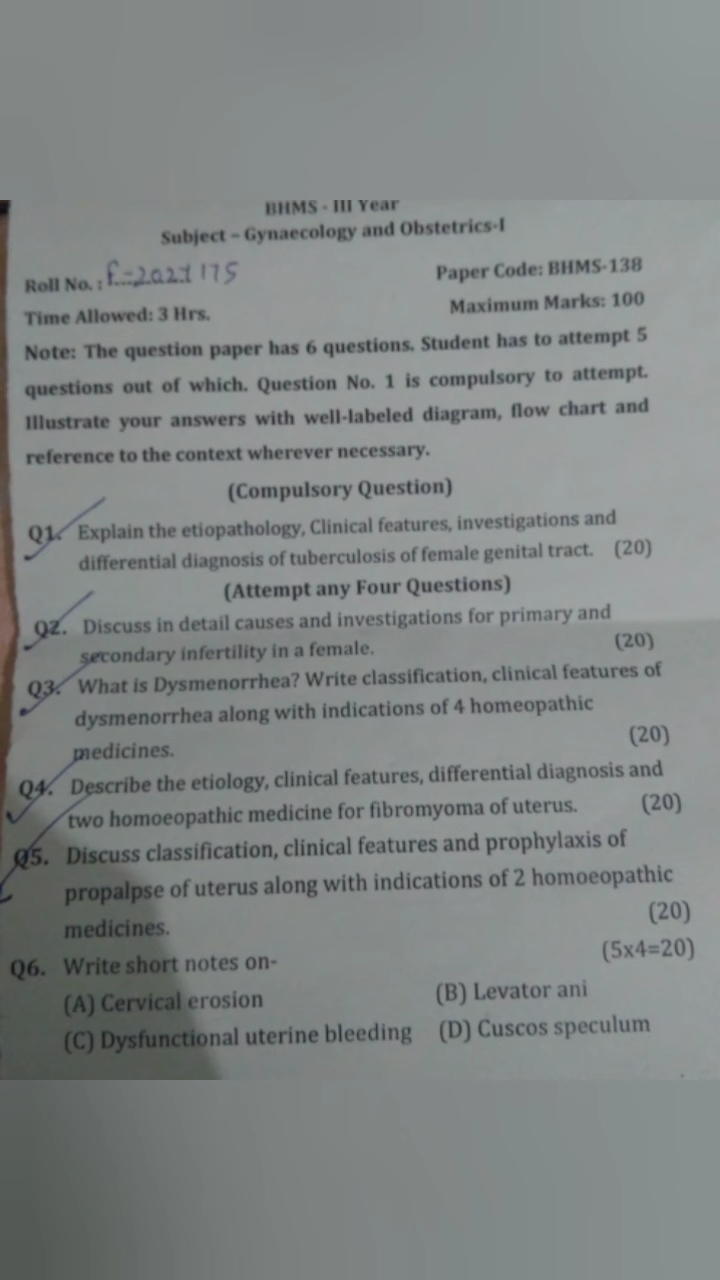 BHMS - III Year
Subject – Gynaecology and Obstetrics-I
Roll No. :
Paper Code: BHMS-138
Time Allowed: 3 Hrs.
Maximum Marks: 100
Note: The question paper has 6 questions. Student has to attempt 5
questions out of which. Question No. 1 is compulsory to attempt.
Illustrate your answers with well-labeled diagram, flow chart and
reference to the context wherever necessary.
(Compulsory Question)
Q1. Explain the etiopathology, Clinical features, investigations and
differential diagnosis of tuberculosis of female genital tract. (20)
(Attempt any Four Questions)
Q2. Discuss in detail causes and investigations for primary and
secondary infertility in a female. (20)
Q3. What is Dysmenorrhea? Write classification, clinical features of
dysmenorrhea along with indications of 4 homeopathic
medicines. (20)
Q4. Describe the etiology, clinical features, differential diagnosis and
two homoeopathic medicine for fibromyoma of uterus. (20)
Q5. Discuss classification, clinical features and prophylaxis of
propalpse of uterus along with indications of 2 homoeopathic
medicines. (20)
Q6. Write short notes on- (5x4=20)
(A) Cervical erosion (B) Levator ani
(C) Dysfunctional uterine bleeding (D) Cuscos speculum